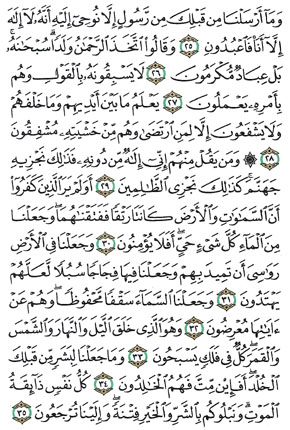 وَمَآ أَرْسَلْنَا مِن قَبْلِكَ مِن رَّسُولٍ إِلَّا نُوحِىٓ إِلَيْهِ أَنَّهُۥ لَآ إِلَٰهَ
إِلَّآ أَنَا۠ فَٱعْبُدُونِ ٢٥ وَقَالُوا۟ ٱتَّخَذَ ٱلرَّحْمَٰنُ وَلَدًا ۗ سُبْحَٰنَهُۥ ۚ
بَلْ عِبَادٌ مُّكْرَمُونَ ٢٦ لَا يَسْبِقُونَهُۥ بِٱلْقَوْلِ وَهُم
بِأَمْرِهِۦ يَعْمَلُونَ ٢٧ يَعْلَمُ مَا بَيْنَ أَيْدِيهِمْ وَمَا خَلْفَهُمْ
وَلَا يَشْفَعُونَ إِلَّا لِمَنِ ٱرْتَضَىٰ وَهُم مِّنْ خَشْيَتِهِۦ مُشْفِقُونَ
٢٨ ۞ وَمَن يَقُلْ مِنْهُمْ إِنِّىٓ إِلَٰهٌ مِّن دُونِهِۦ فَذَٰلِكَ نَجْزِيهِ
جَهَنَّمَ ۚ كَذَٰلِكَ نَجْزِى ٱلظَّٰلِمِينَ ٢٩ أَوَلَمْ يَرَ ٱلَّذِينَ كَفَرُوٓا۟
أَنَّ ٱلسَّمَٰوَٰتِ وَٱلْأَرْضَ كَانَتَا رَتْقًا فَفَتَقْنَٰهُمَا ۖ وَجَعَلْنَا
مِنَ ٱلْمَآءِ كُلَّ شَىْءٍ حَىٍّ ۖ أَفَلَا يُؤْمِنُونَ ٣٠ وَجَعَلْنَا فِى ٱلْأَرْضِ
رَوَٰسِىَ أَن تَمِيدَ بِهِمْ وَجَعَلْنَا فِيهَا فِجَاجًا سُبُلًا لَّعَلَّهُمْ
يَهْتَدُونَ ٣١ وَجَعَلْنَا ٱلسَّمَآءَ سَقْفًا مَّحْفُوظًا ۖ وَهُمْ عَنْ
ءَايَٰتِهَا مُعْرِضُونَ ٣٢ وَهُوَ ٱلَّذِى خَلَقَ ٱلَّيْلَ وَٱلنَّهَارَ وَٱلشَّمْسَ
وَٱلْقَمَرَ ۖ كُلٌّ فِى فَلَكٍ يَسْبَحُونَ ٣٣ وَمَا جَعَلْنَا لِبَشَرٍ مِّن قَبْلِكَ
ٱلْخُلْدَ ۖ أَفَإِي۟ن مِّتَّ فَهُمُ ٱلْخَٰلِدُونَ ٣٤ كُلُّ نَفْسٍ ذَآئِقَةُ
ٱلْمَوْتِ ۗ وَنَبْلُوكُم بِٱلشَّرِّ وَٱلْخَيْرِ فِتْنَةً ۖ وَإِلَيْنَا تُرْجَعُونَ ٣٥